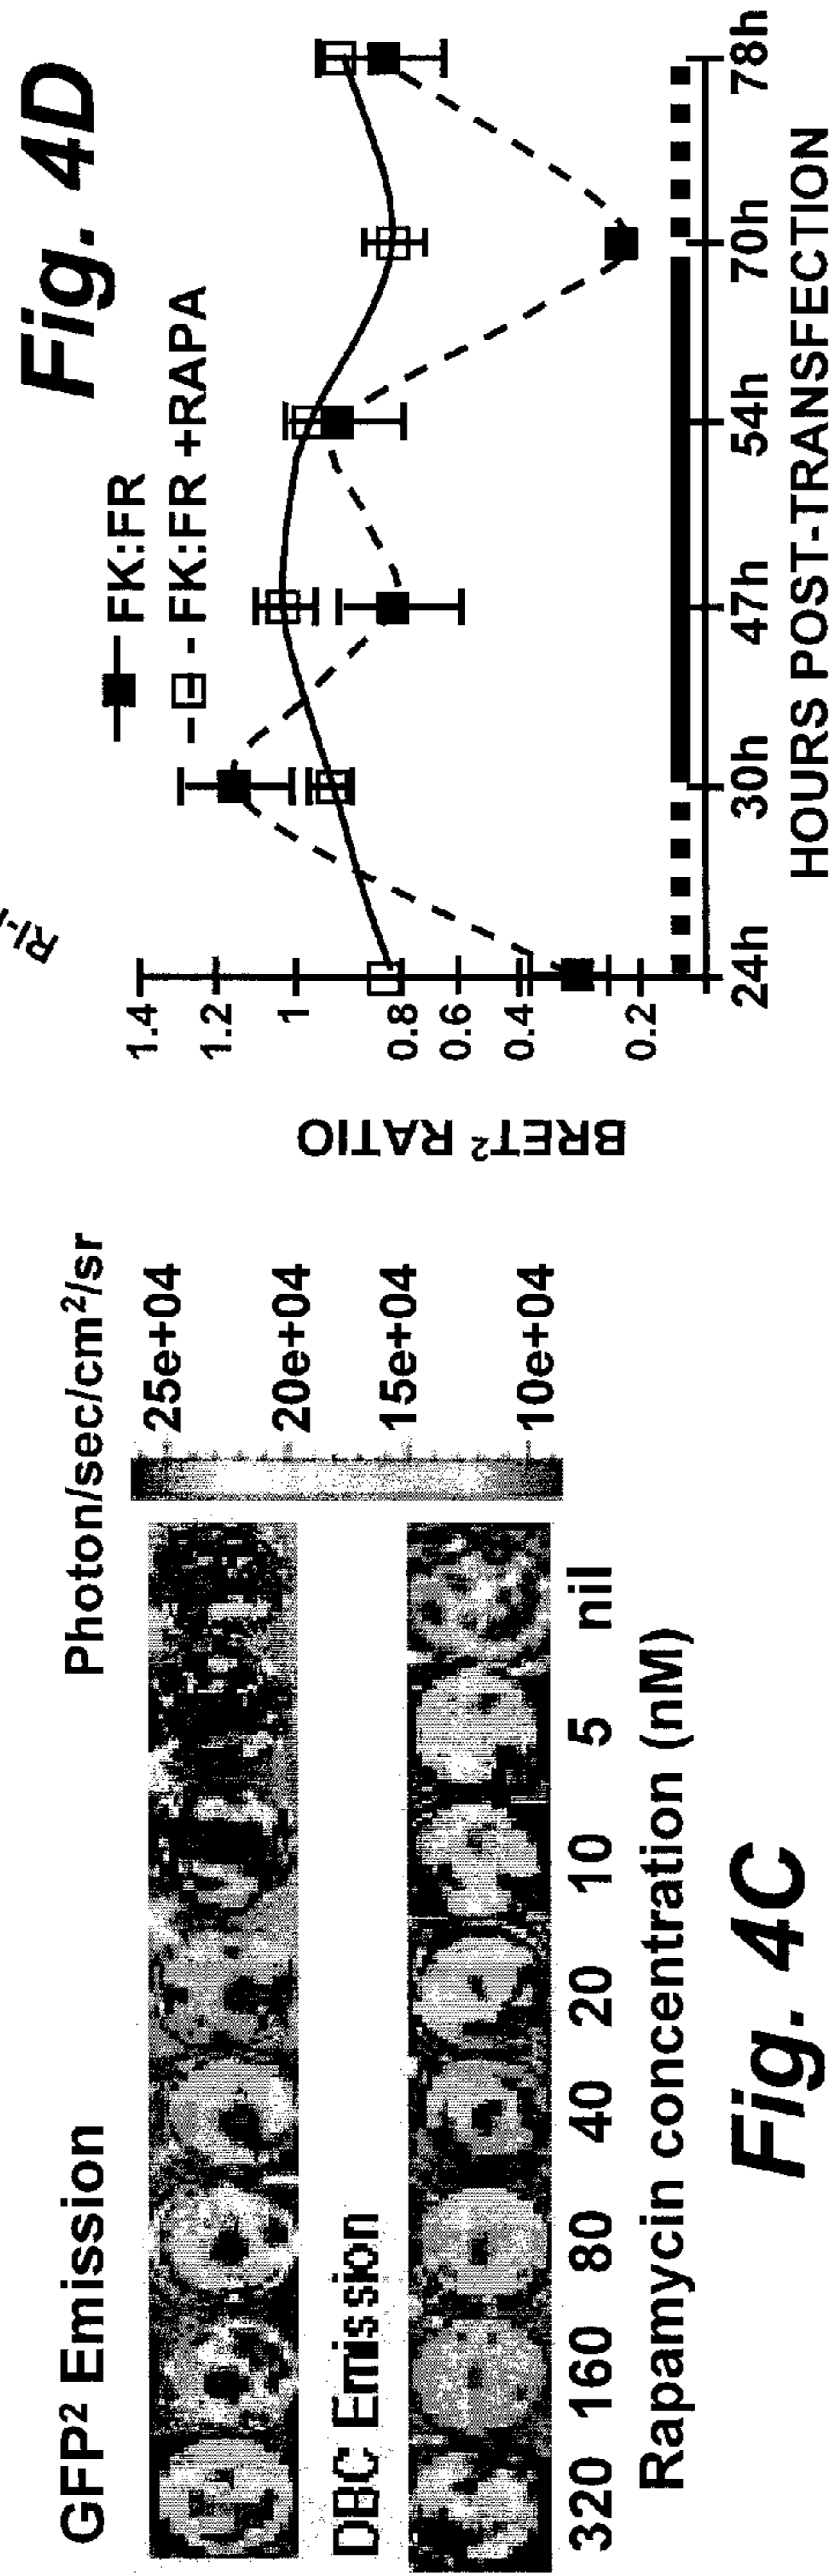 RI-
Fig. 4D
FK:FR
FK:FR +RAPA
1.4
1.2
1
0.8
0.6
0.4
0.2
BRET² RATIO
24h 30h 47h 54h 70h 78h
HOURS POST-TRANSFECTION
GFP² Emission
Photon/sec/cm²/sr
25e+04
20e+04
15e+04
10e+04
DBC Emission
320 160 80 40 20 10 5 nil
Rapamycin concentration (nM)
Fig. 4C